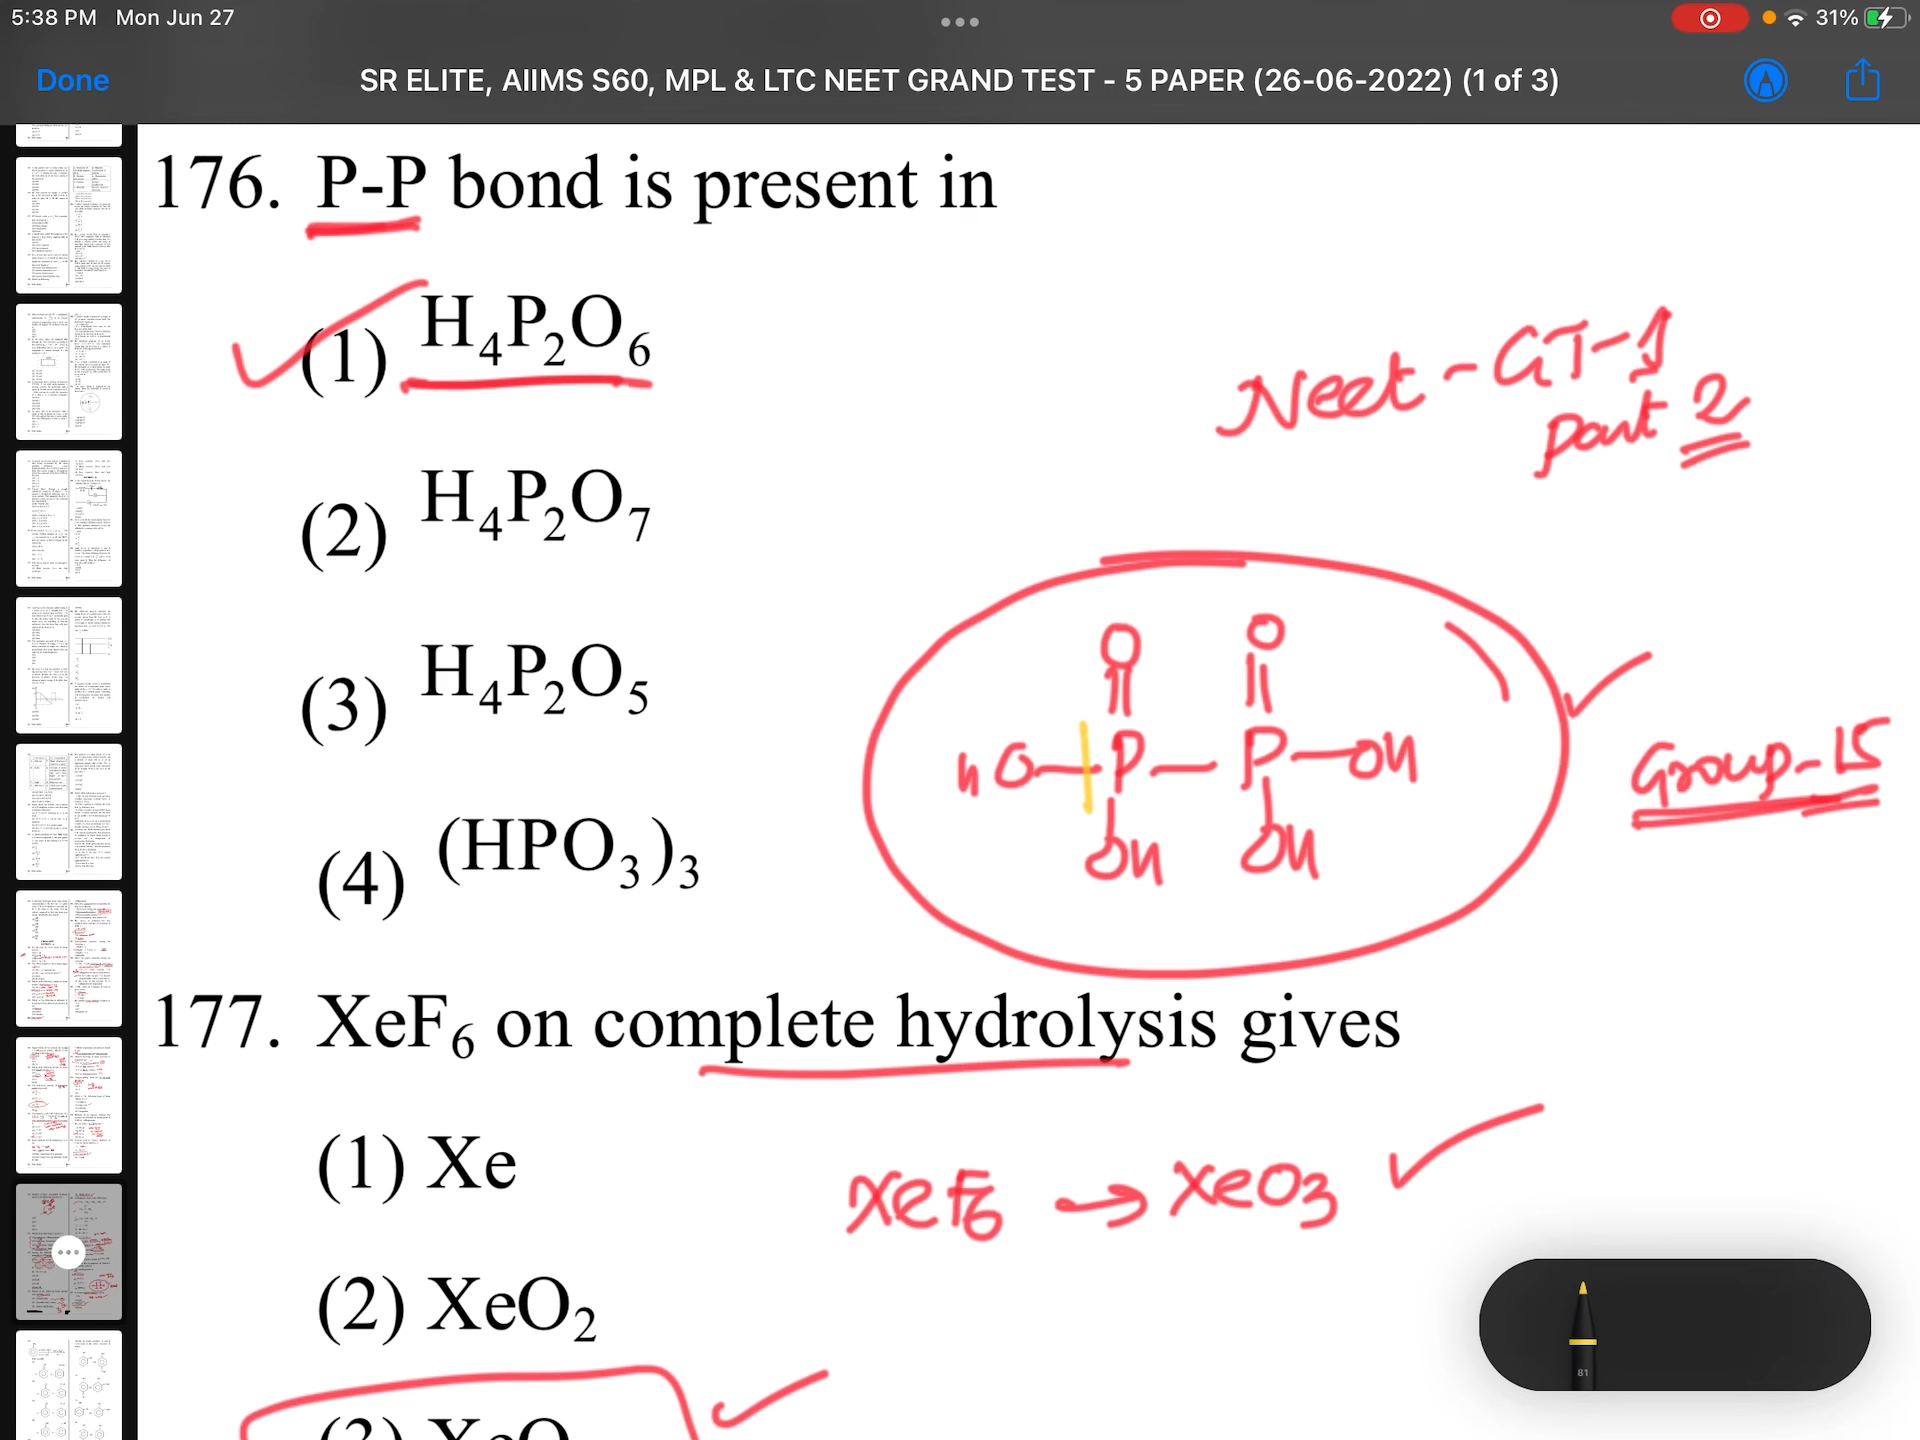 5:38 PM Mon Jun 27
31%
Done
SR ELITE, AIIMS S60, MPL & LTC NEET GRAND TEST - 5 PAPER (26-06-2022) (1 of 3)
176. P-P bond is present in
(1) H₄P₂O₆
Neet - GT-1
part 2
(2) H₄P₂O₇
(3) H₄P₂O₅
O O
HO-P-P-OH
OH OH
Group-15
(4) (HPO₃)₃
177. XeF₆ on complete hydrolysis gives
(1) Xe
XeF6 → XeO3
(2) XeO₂
81
(3) XeO